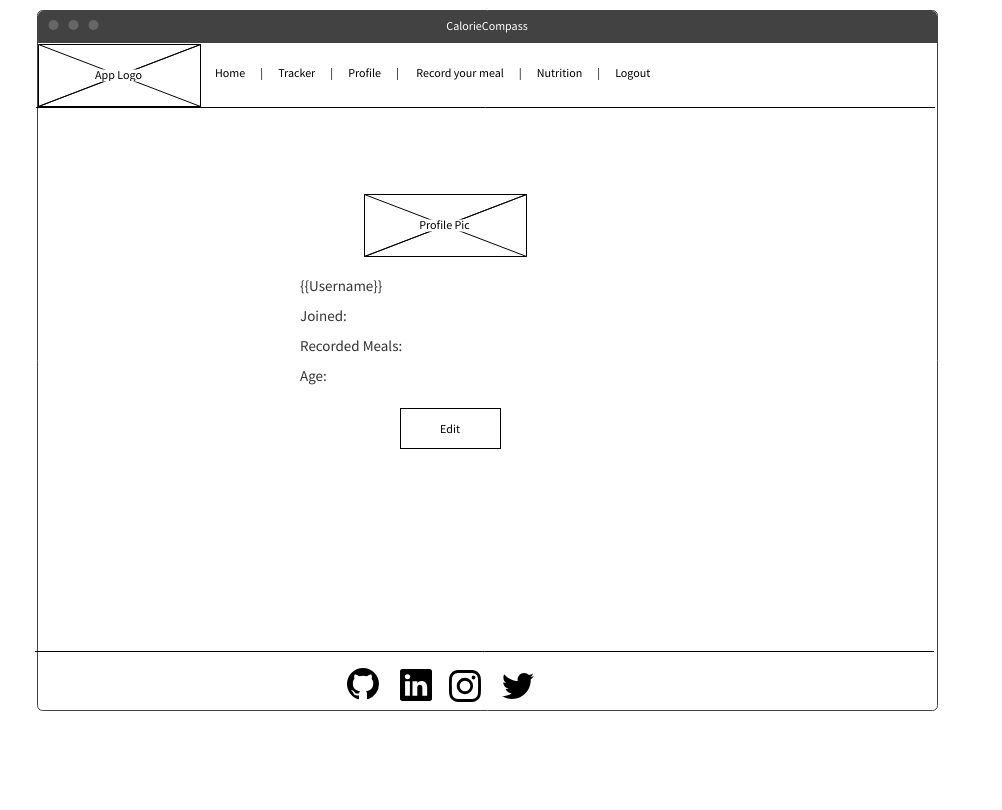 CalorieCompass
App Logo
Home | Tracker | Profile | Record your meal | Nutrition | Logout
Profile Pic
{{Username}}
Joined:
Recorded Meals:
Age:
Edit
in